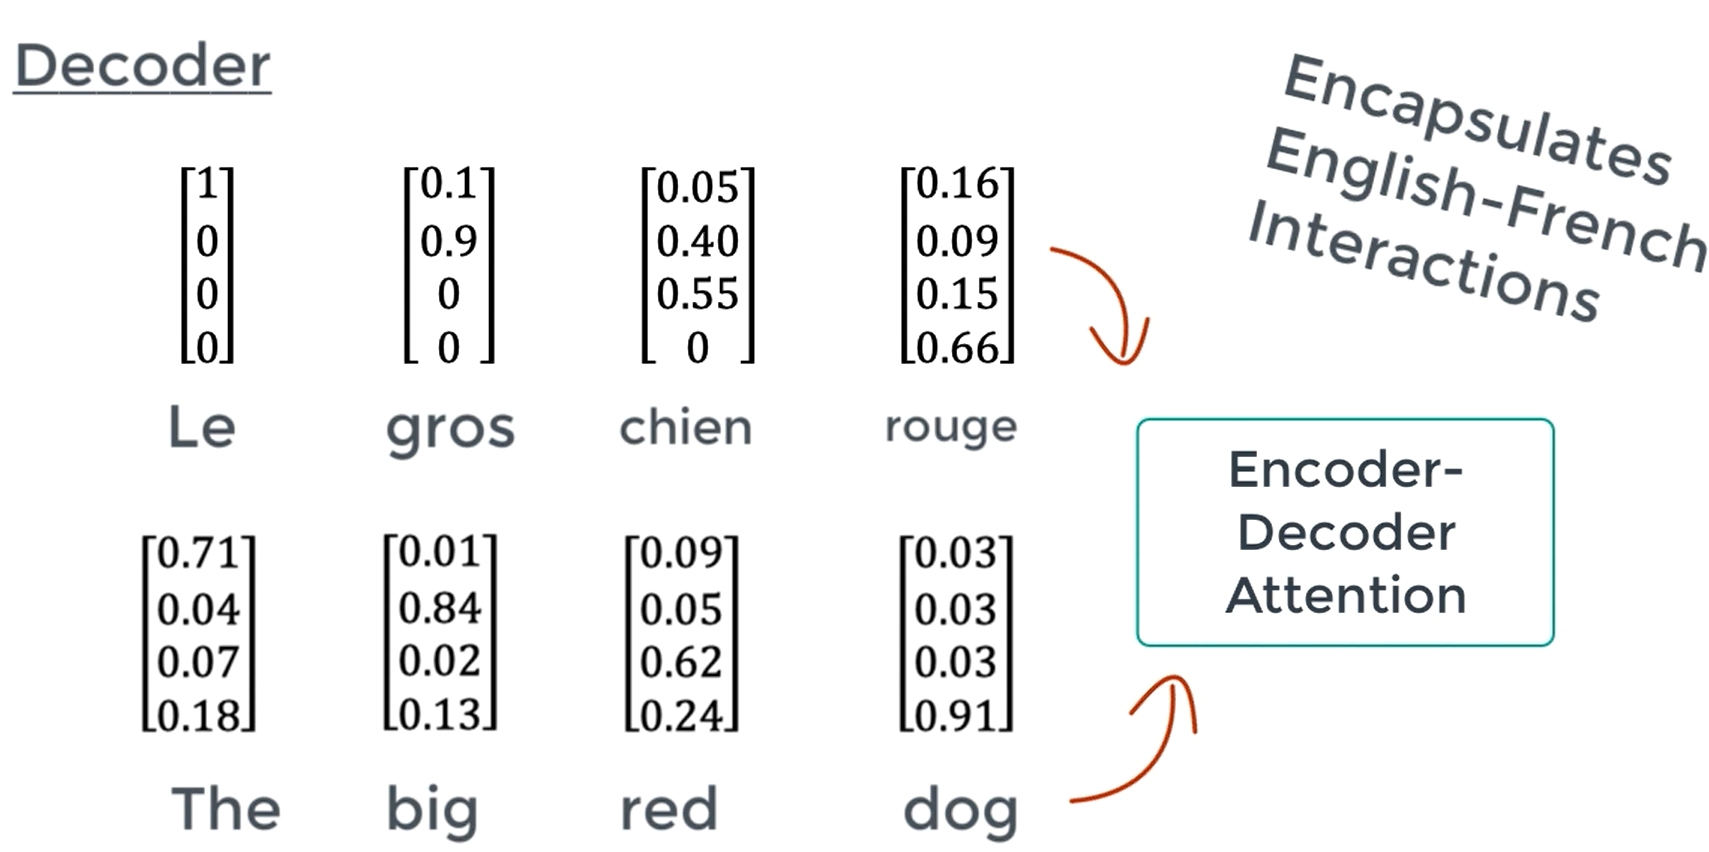 Decoder
Encapsulates
English-French
Interactions
1 0.1 0.05 0.16
0 0.9 0.40 0.09
0 0 0.55 0.15
0 0 0 0.66
Le gros chien rouge
Encoder-
Decoder
Attention
0.71 0.01 0.09 0.03
0.04 0.84 0.05 0.03
0.07 0.02 0.62 0.03
0.18 0.13 0.24 0.91
The big red dog